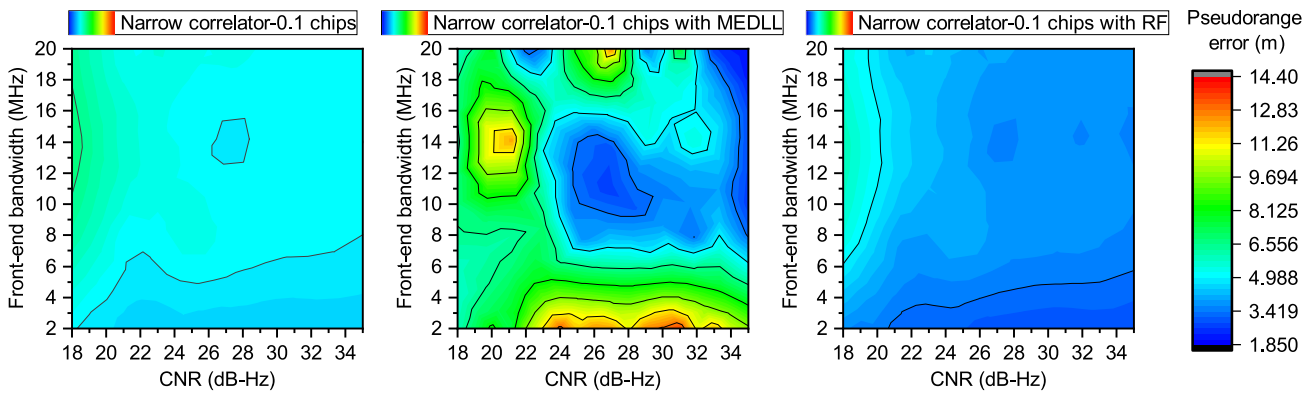 Narrow correlator-0.1 chips
Narrow correlator-0.1 chips with MEDLL
Narrow correlator-0.1 chips with RF
Pseudorange
error (m)
Front-end bandwidth (MHz)
20
18
16
14
12
10
8
6
4
2
18 20 22 24 26 28 30 32 34
CNR (dB-Hz)
Front-end bandwidth (MHz)
20
18
16
14
12
10
8
6
4
2
18 20 22 24 26 28 30 32 34
CNR (dB-Hz)
Front-end bandwidth (MHz)
20
18
16
14
12
10
8
6
4
2
18 20 22 24 26 28 30 32 34
CNR (dB-Hz)
14.40
12.83
11.26
9.694
8.125
6.556
4.988
3.419
1.850